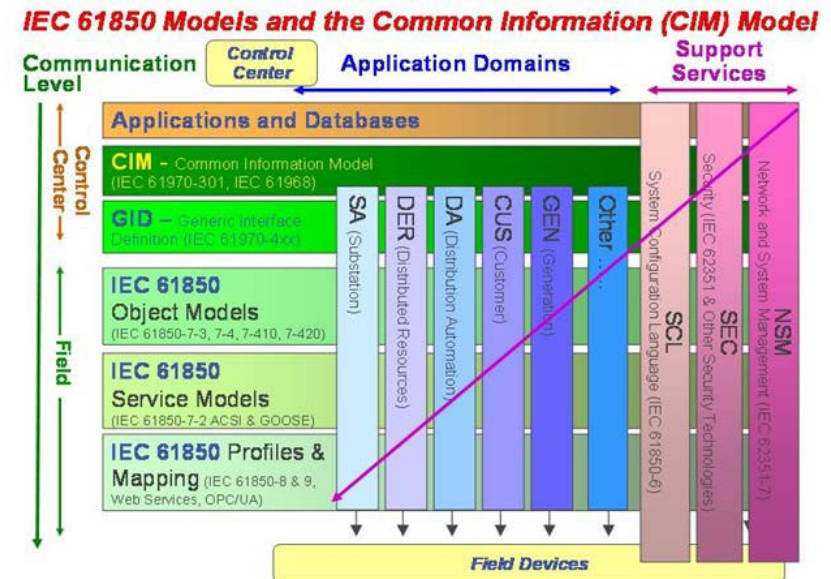 IEC 61850 Models and the Common Information (CIM) Model
Communication
Level
Control
Center
Application Domains
Support
Services
Control
Center
Field
Applications and Databases
CIM – Common Information Model
(IEC 61970-301, IEC 61968)
GID – Generic Interface
Definition (IEC 61970-4xx)
IEC 61850
Object Models
(IEC 61850-7-3, 7-4, 7-410, 7-420)
IEC 61850
Service Models
(IEC 61850-7-2 ACSI & GOOSE)
IEC 61850 Profiles &
Mapping (IEC 61850-8 & 9,
Web Services, OPC/UA)
SA (Substation)
DER (Distributed Resources)
DA (Distribution Automation)
CUS (Customer)
GEN (Generation)
Other ......
SCL
System Configuration Language (IEC 61850-6)
SEC
Security (IEC 62351 & Other Security Technologies)
NSM
Network and System Management (IEC 62351-7)
Field Devices